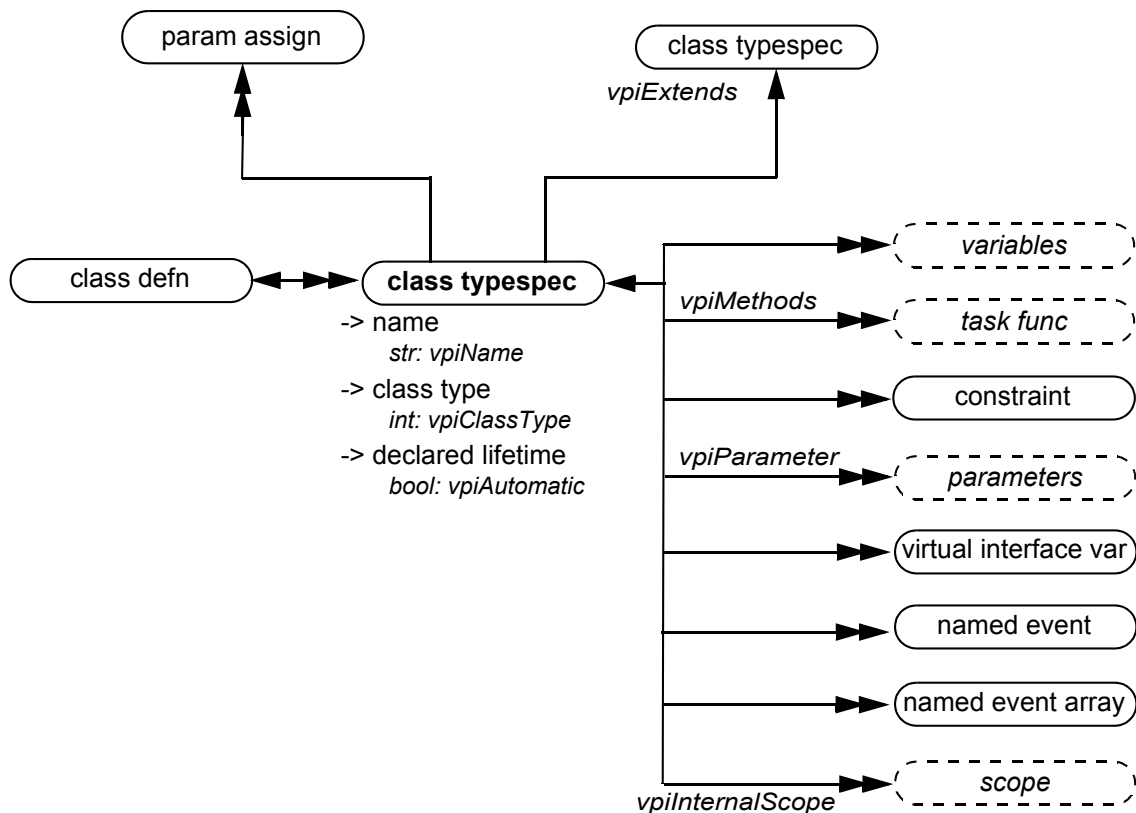 param assign
class typespec
vpiExtends
variables
class defn
class typespec
vpiMethods
-> name
str: vpiName
task func
-> class type
int: vpiClassType
constraint
-> declared lifetime
bool: vpiAutomatic
vpiParameter
parameters
virtual interface var
named event
named event array
scope
vpiInternalScope